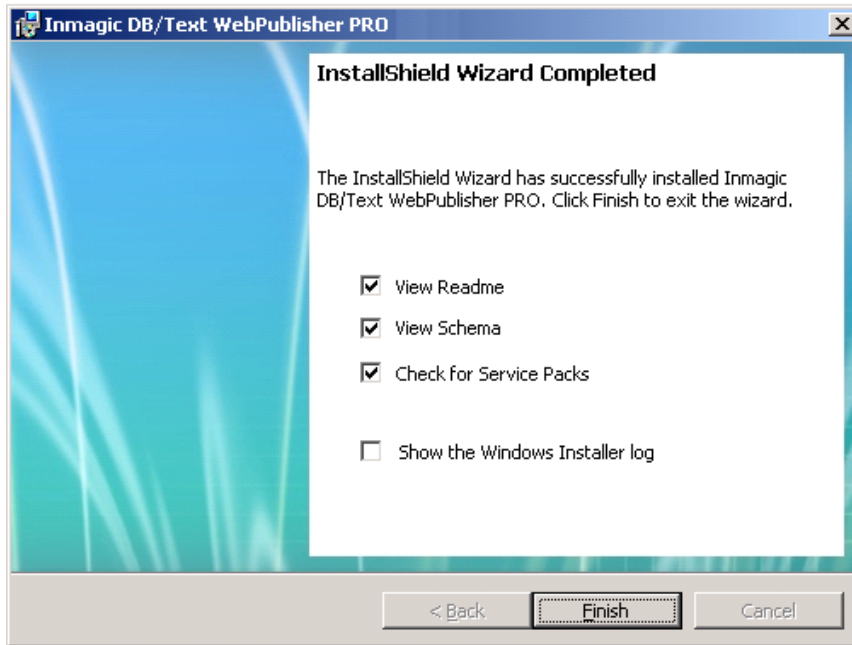 Inmagic DB/Text WebPublisher PRO
InstallShield Wizard Completed
The InstallShield Wizard has successfully installed Inmagic
DB/Text WebPublisher PRO. Click Finish to exit the wizard.
View Readme
View Schema
Check for Service Packs
Show the Windows Installer log
< Back
Finish
Cancel